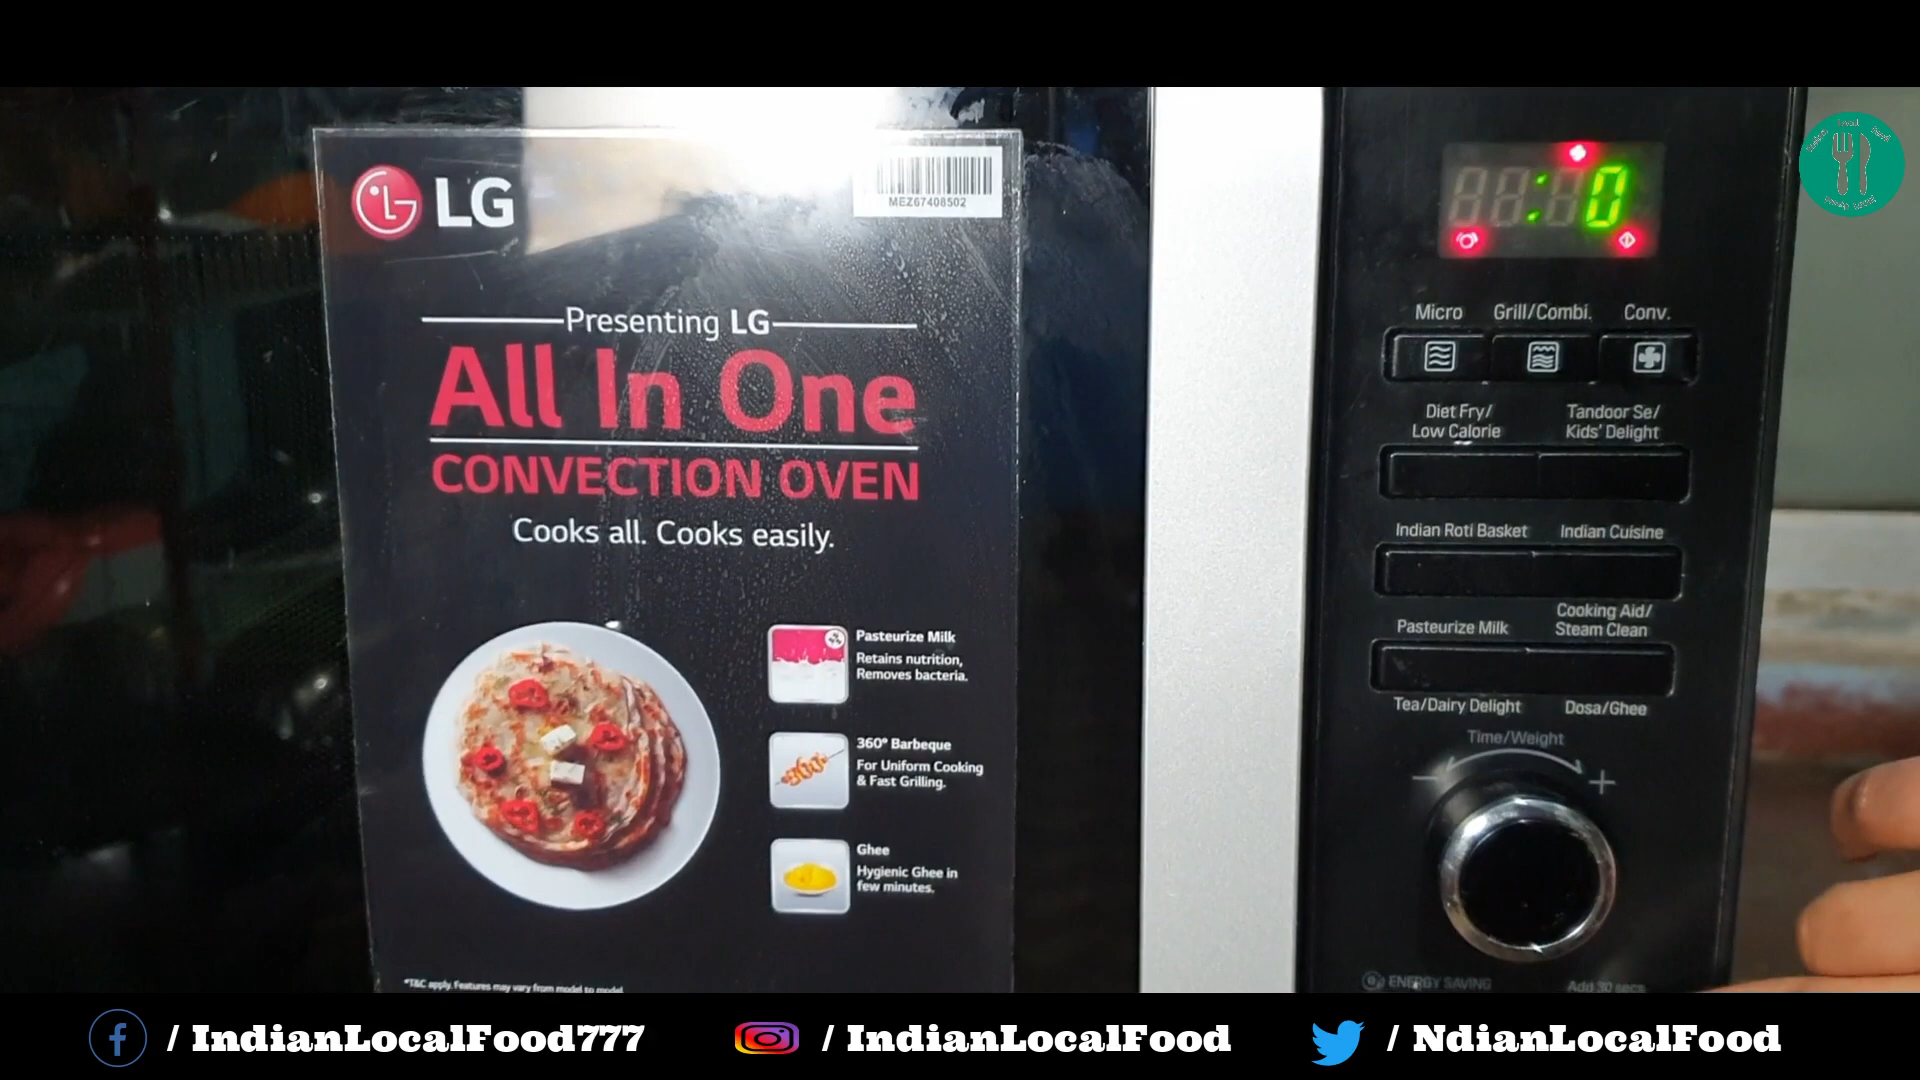 LG
MEZ67408502
Presenting LG
All In One
CONVECTION OVEN
Cooks all. Cooks easily.
Pasteurize Milk
Retains nutrition,
Removes bacteria.
360° Barbeque
For Uniform Cooking
& Fast Grilling.
Ghee
Hygienic Ghee in
few minutes.
*T&C apply. Features may vary from model to model.
:0
Micro Grill/Combi. Conv.
Diet Fry/
Low Calorie
Tandoor Se/
Kids' Delight
Indian Roti Basket Indian Cuisine
Pasteurize Milk
Cooking Aid/
Steam Clean
Tea/Dairy Delight Dosa/Ghee
Time/Weight
− +
ENERGY SAVING
Add 30 secs
/ IndianLocalFood777
/ IndianLocalFood
/ NdianLocalFood